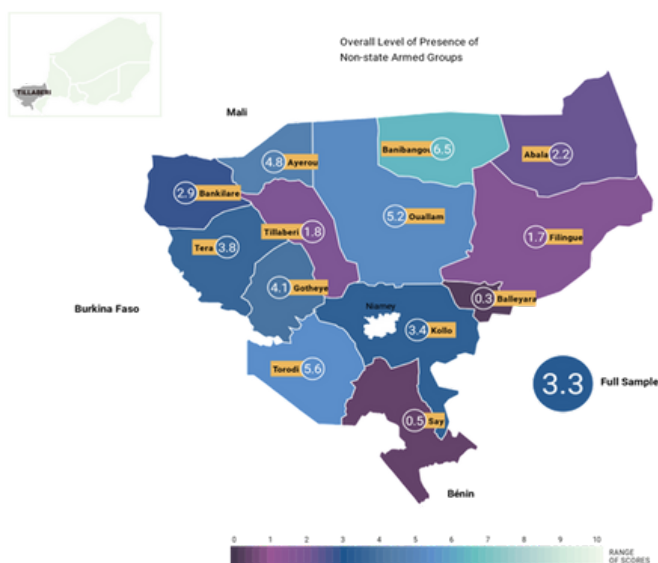 Overall Level of Presence of
Non-state Armed Groups
TILLABERI
Mali
4.8 Ayerou
Banibangou 6.5
Abala 2.2
2.9 Bankilare
5.2 Ouallam
Tillaberi 1.8
1.7 Filingue
Tera 3.8
4.1 Gotheye
0.3 Balleyara
Burkina Faso
Niamey
3.4 Kollo
Torodi 5.6
3.3 Full Sample
0.5 Say
Bénin
0 1 2 3 4 5 6 7 8 9 10
RANGE
OF SCORES